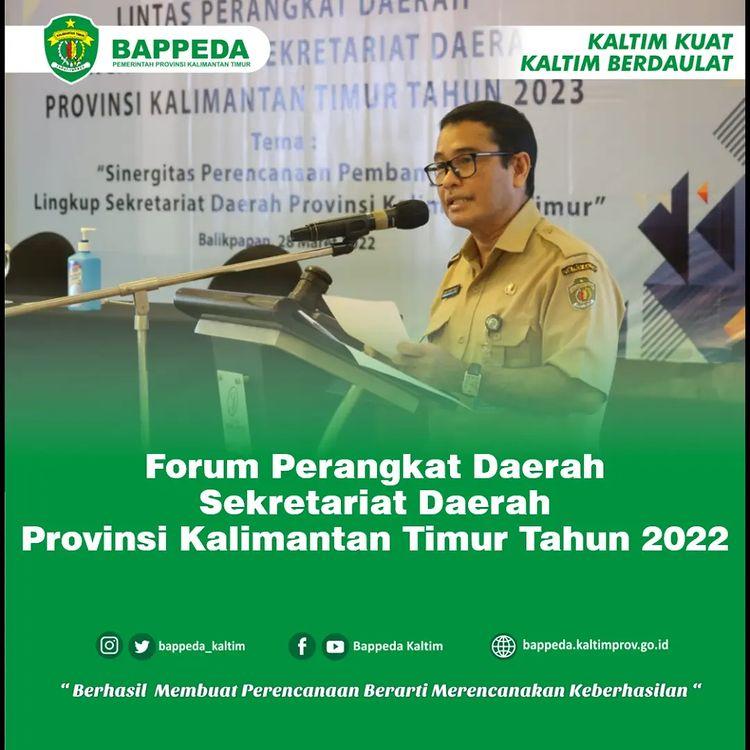 LINTAS PERANGKAT DAERAH
SEKRETARIAT DAERA
PROVINSI KALIMANTAN TIMUR TAHUN 2023
Tema :
"Sinergitas Perencanaan Pemban
Lingkup Sekretariat Daerah Provinsi Kalim Timur"
Balikpapan, 28 Maret 2022
BAPPEDA
PEMERINTAH PROVINSI KALIMANTAN TIMUR
KALTIM KUAT
KALTIM BERDAULAT
Forum Perangkat Daerah
Sekretariat Daerah
Provinsi Kalimantan Timur Tahun 2022
bappeda_kaltim
Bappeda Kaltim
bappeda.kaltimprov.go.id
“ Berhasil Membuat Perencanaan Berarti Merencanakan Keberhasilan “